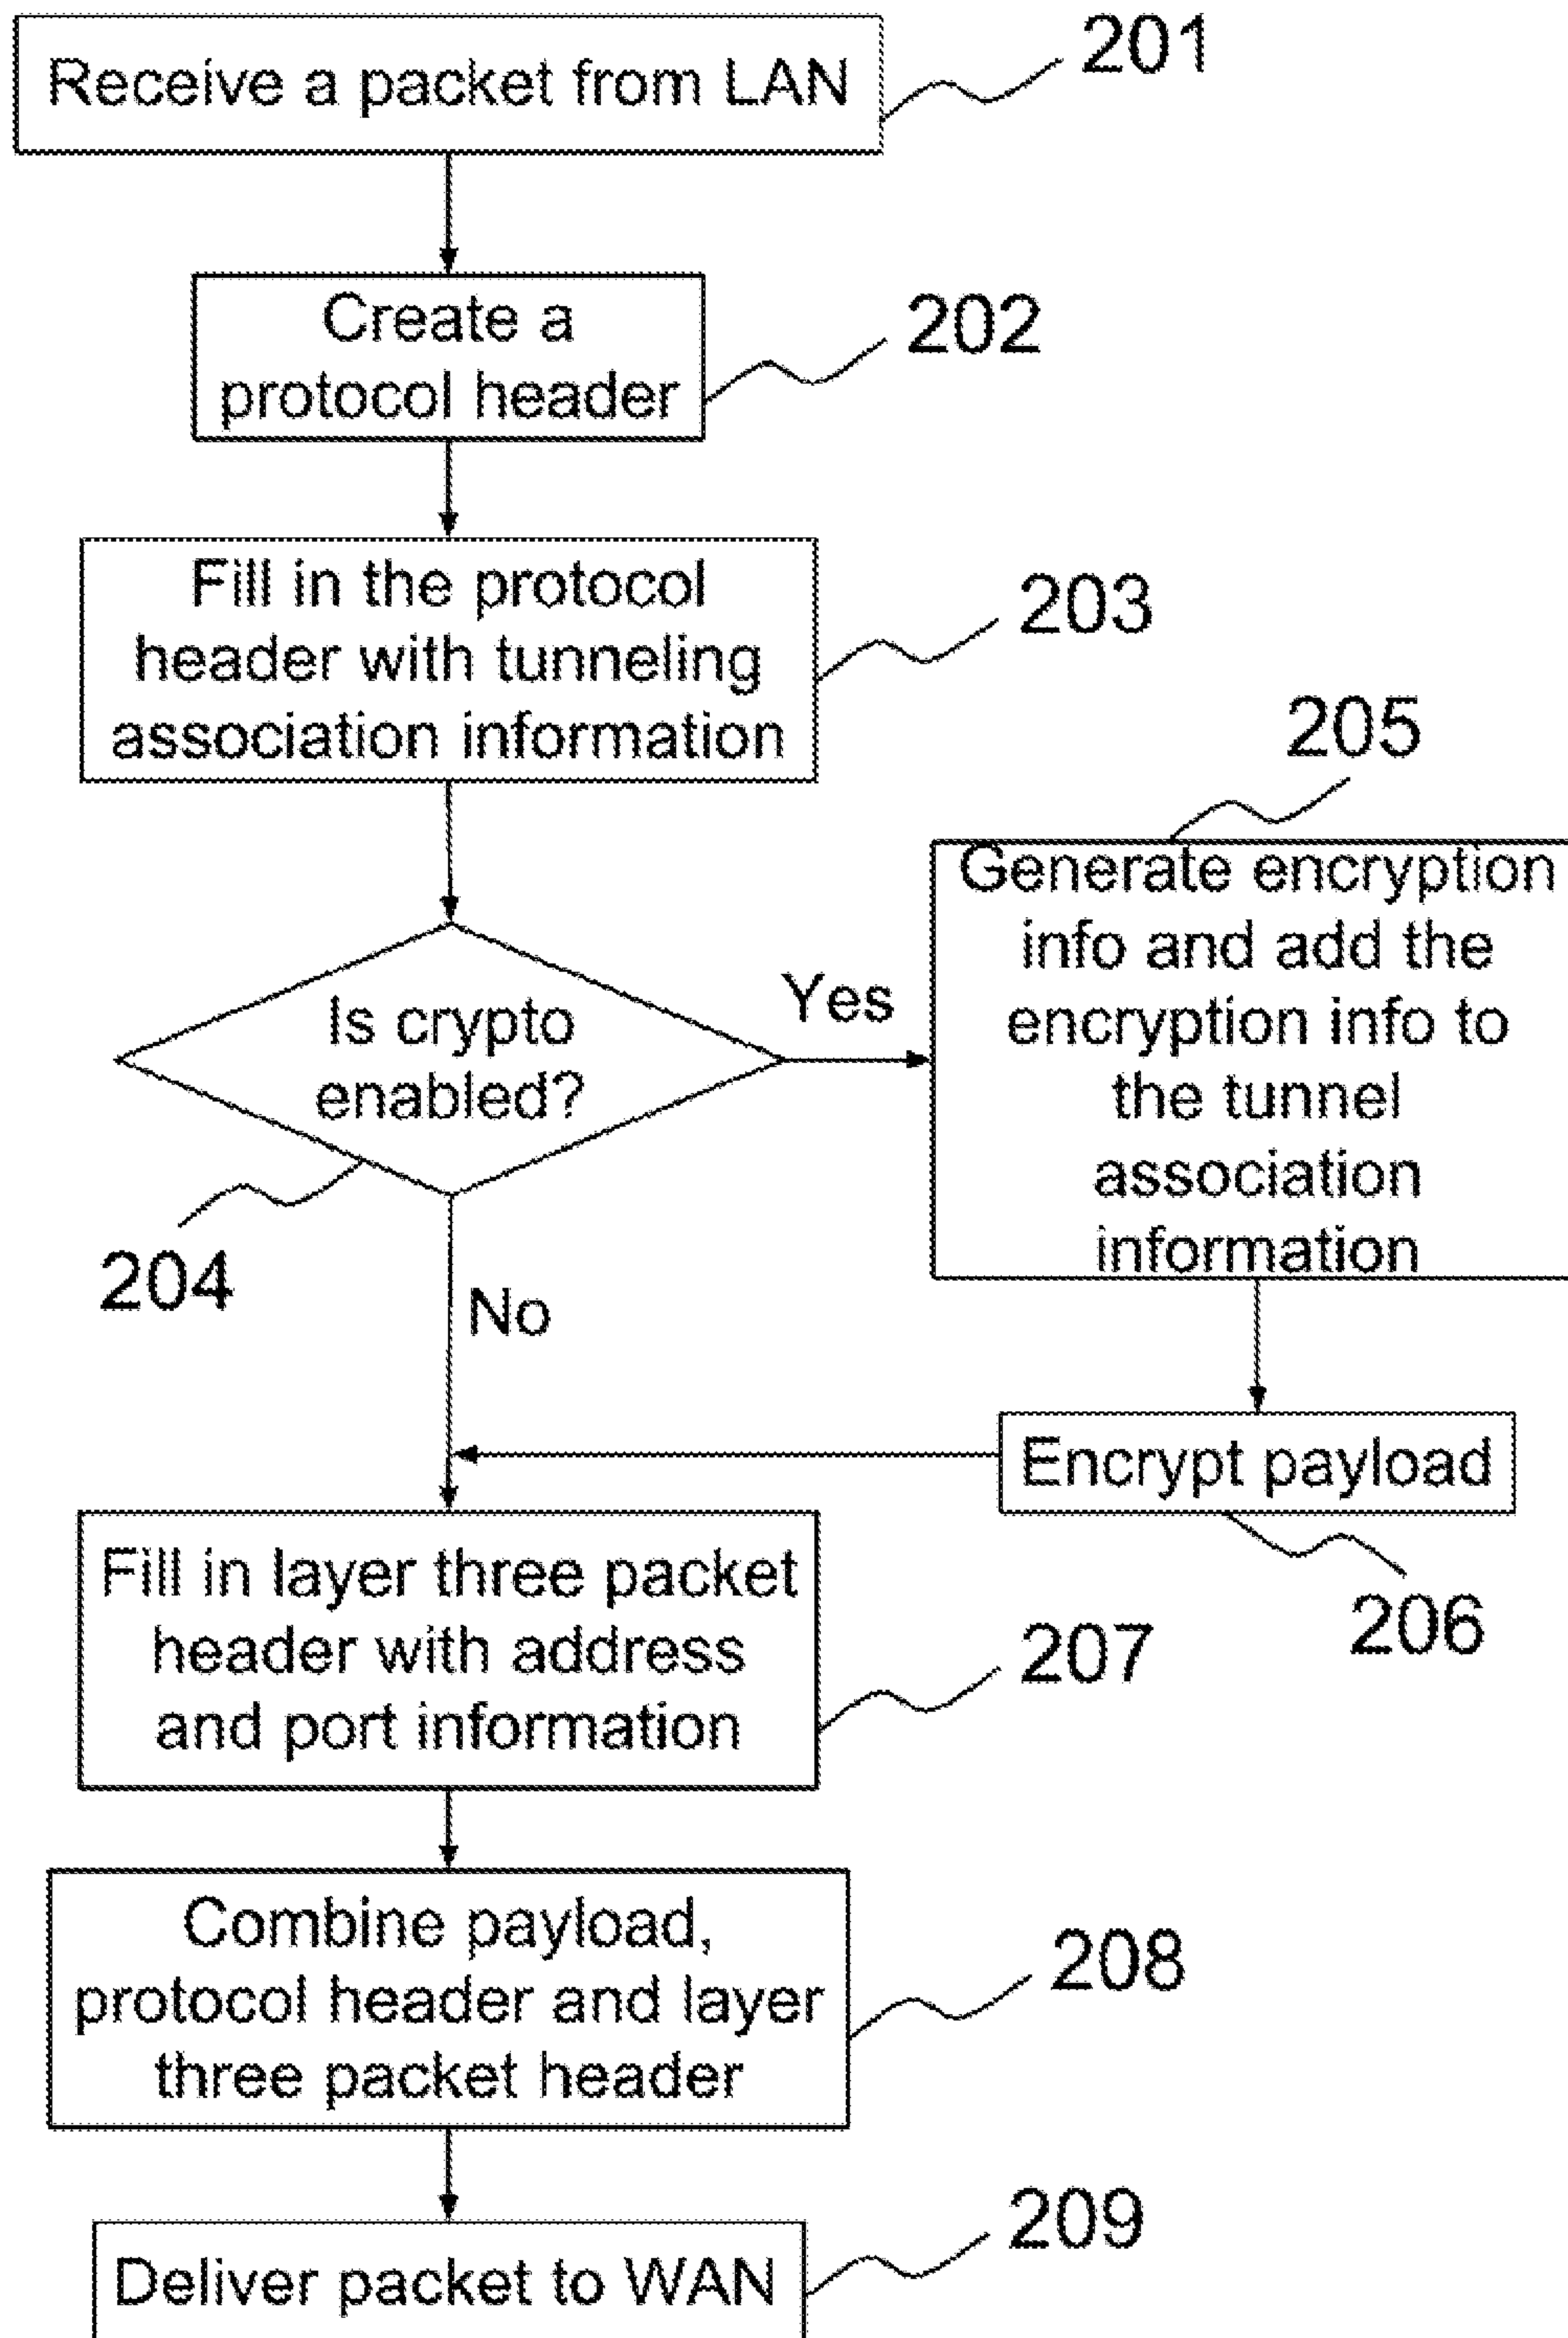 Receive a packet from LAN
201
Create a
protocol header
202
Fill in the protocol
header with tunneling
association information
203
Is crypto
enabled?
204
Yes
No
205
Generate encryption
info and add the
encryption info to
the tunnel
association
information
Encrypt payload
206
Fill in layer three packet
header with address
and port information
207
Combine payload,
protocol header and layer
three packet header
208
Deliver packet to WAN
209